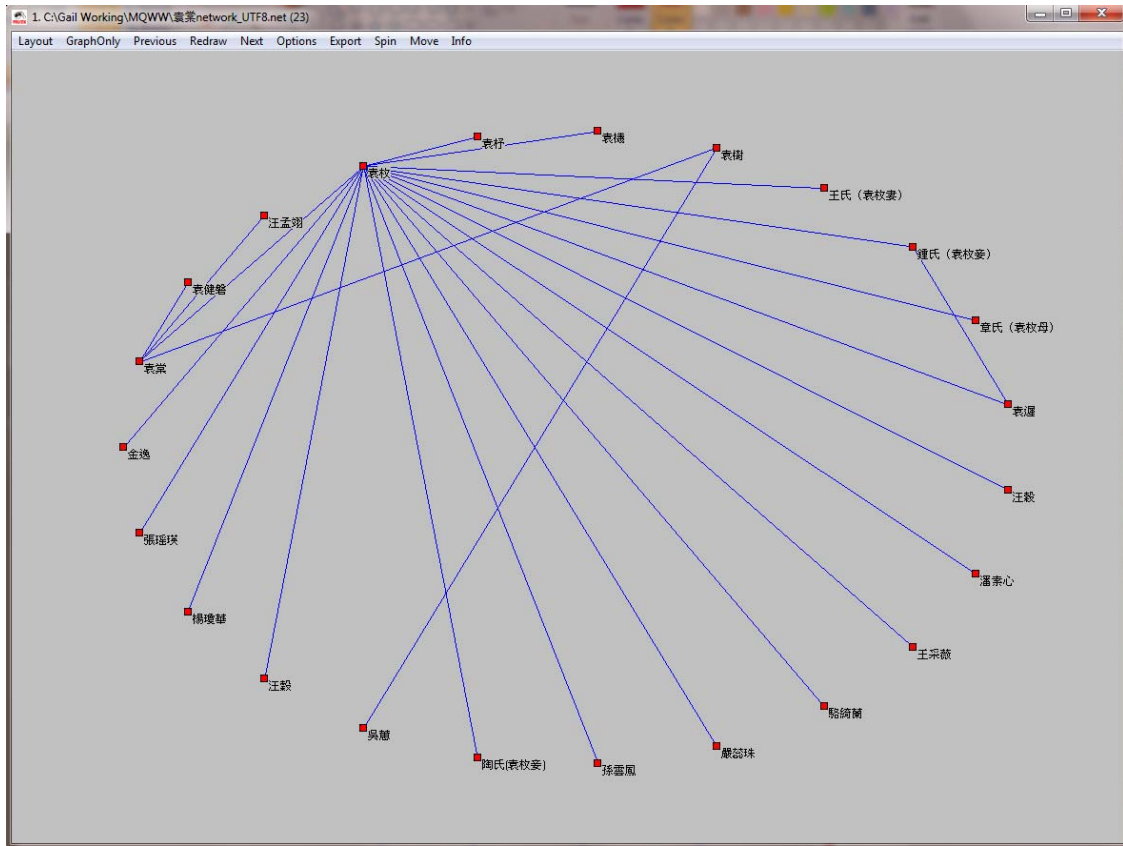 1. C:\Gail Working\MQWW\袁棠network_UTF8.net (23)
Layout GraphOnly Previous Redraw Next Options Export Spin Move Info
袁杼
袁機
袁樹
袁枚
王氏（袁枚妻）
汪孟翊
鍾氏（袁枚妾）
袁健磐
章氏（袁枚母）
袁棠
袁遲
金逸
汪穀
張瑶瑛
潘素心
楊瓊華
王采薇
汪穀
駱綺蘭
吳蕙
嚴蕊珠
陶氏(袁枚妾)
孫雲鳳